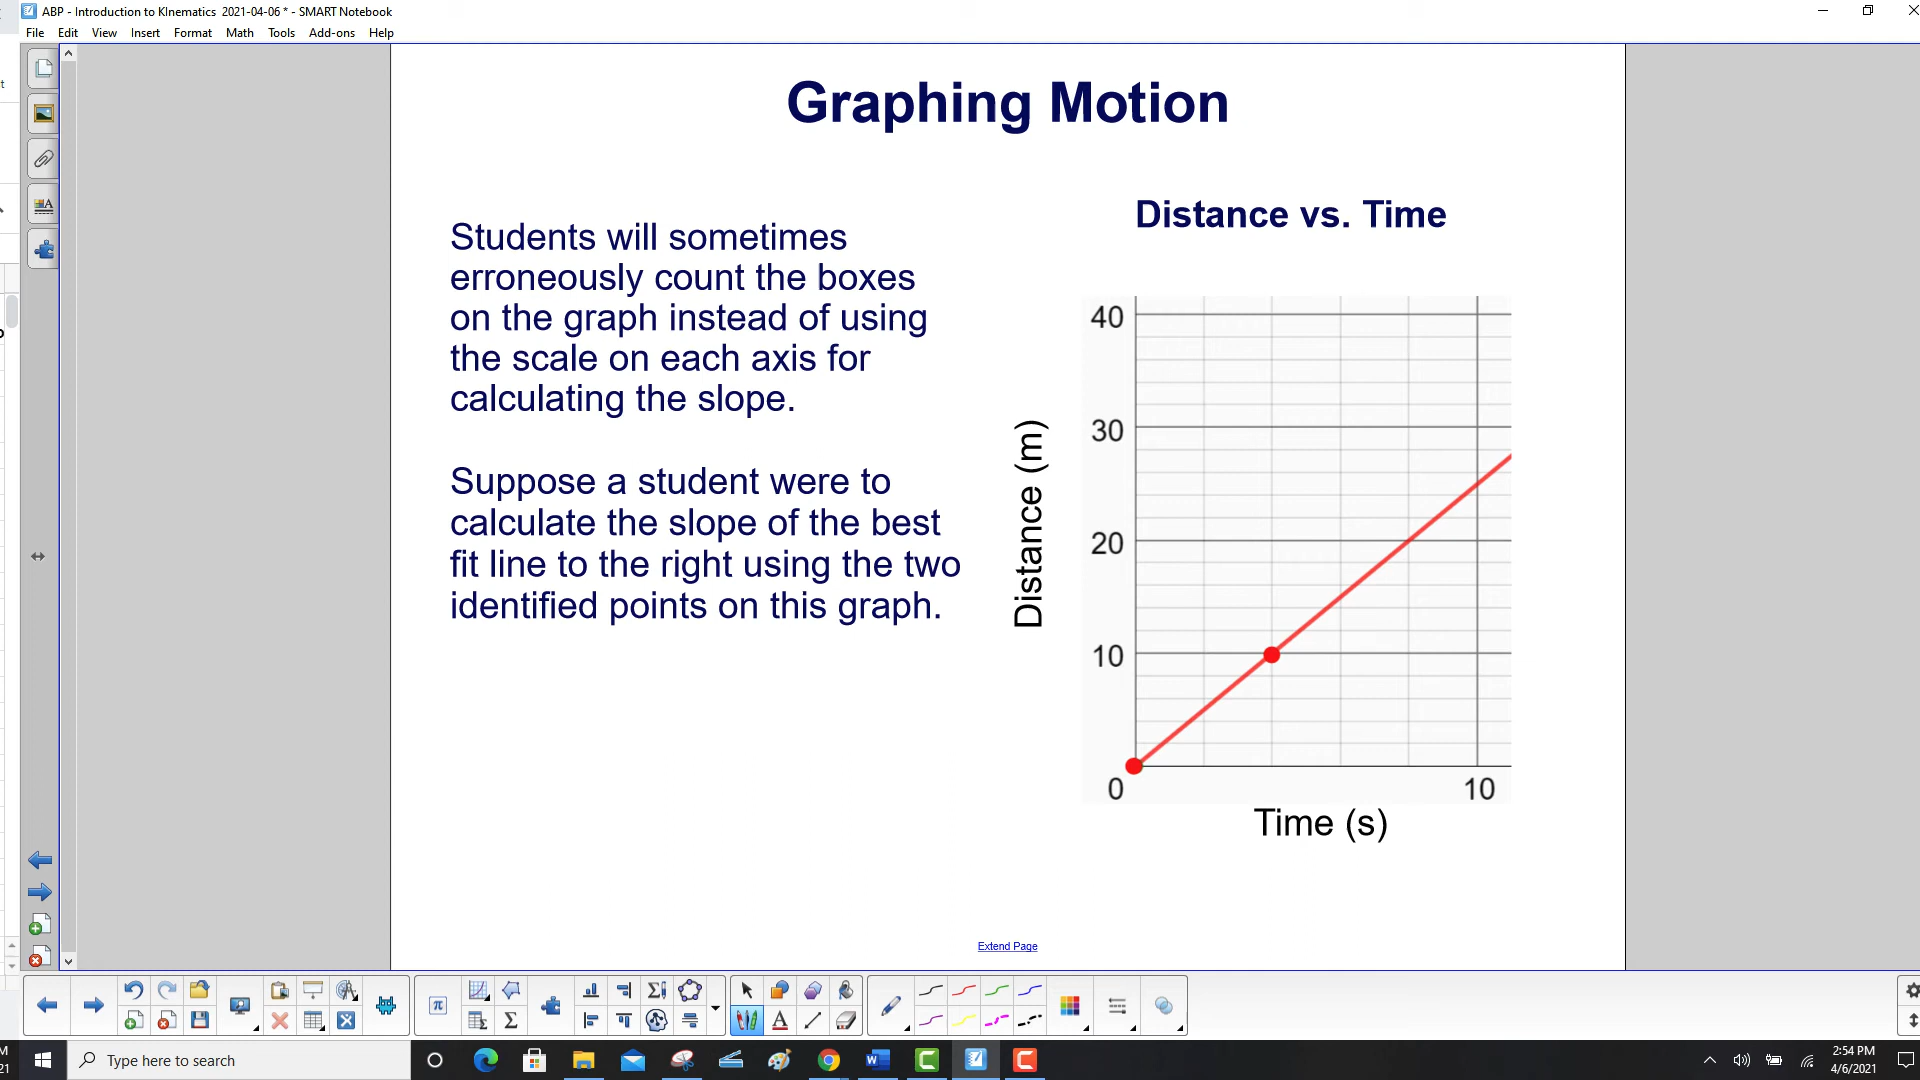 ABP - Introduction to KInematics 2021-04-06 * - SMART Notebook
File Edit View Insert Format Math Tools Add-ons Help
Graphing Motion
Students will sometimes
erroneously count the boxes
on the graph instead of using
the scale on each axis for
calculating the slope.
Suppose a student were to
calculate the slope of the best
fit line to the right using the two
identified points on this graph.
Distance vs. Time
40
30
20
10
0
10
Distance (m)
Time (s)
Extend Page
Type here to search
2:54 PM
4/6/2021